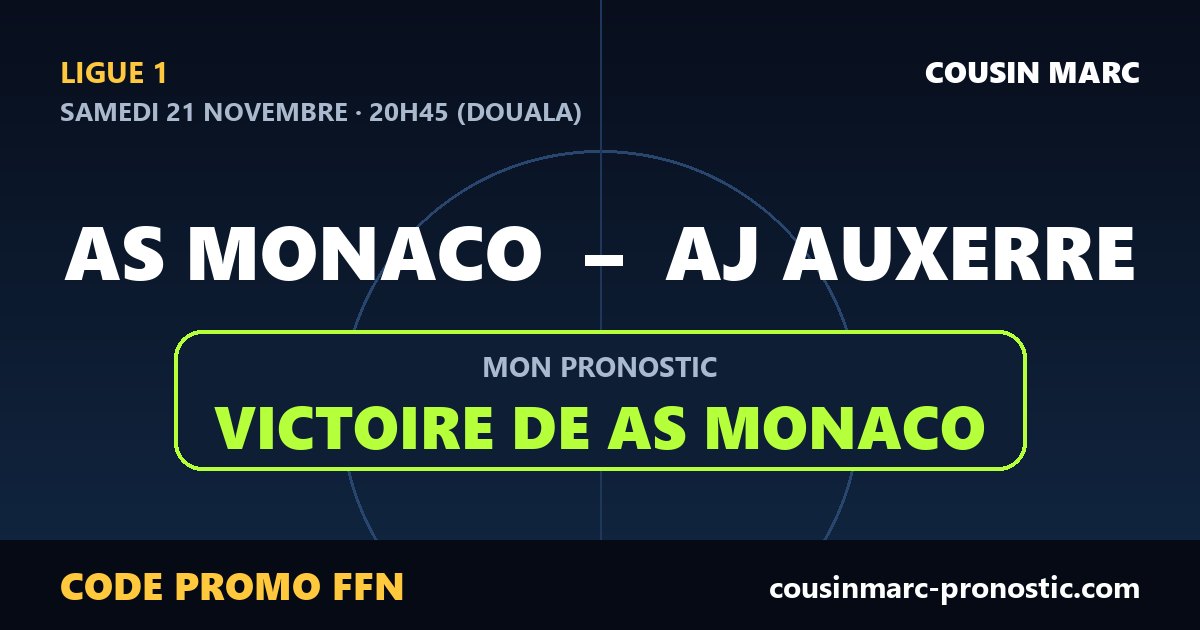 LIGUE 1
COUSIN MARC
SAMEDI 21 NOVEMBRE · 20H45 (DOUALA)
AS MONACO – AJ AUXERRE
MON PRONOSTIC
VICTOIRE DE AS MONACO
CODE PROMO FFN
cousinmarc-pronostic.com